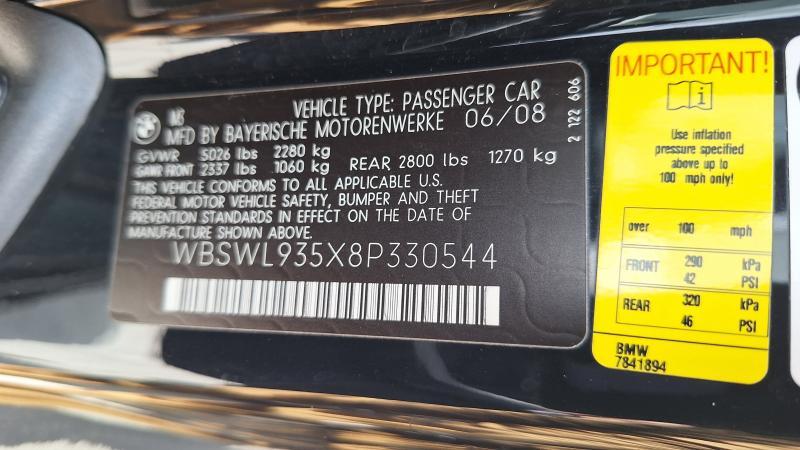 M3
VEHICLE TYPE: PASSENGER CAR
MFD BY BAYERISCHE MOTORENWERKE 06/08
GVWR 5026 lbs 2280 kg
GAWR FRONT 2337 lbs 1060 kg REAR 2800 lbs 1270 kg
THIS VEHICLE CONFORMS TO ALL APPLICABLE U.S.
FEDERAL MOTOR VEHICLE SAFETY, BUMPER AND THEFT
PREVENTION STANDARDS IN EFFECT ON THE DATE OF
MANUFACTURE SHOWN ABOVE.
WBSWL935X8P330544
2 122 606
IMPORTANT!
Use inflation
pressure specified
above up to
100 mph only!
over 100 mph
FRONT 290 kPa
42 PSI
REAR 320 kPa
46 PSI
BMW
7841894